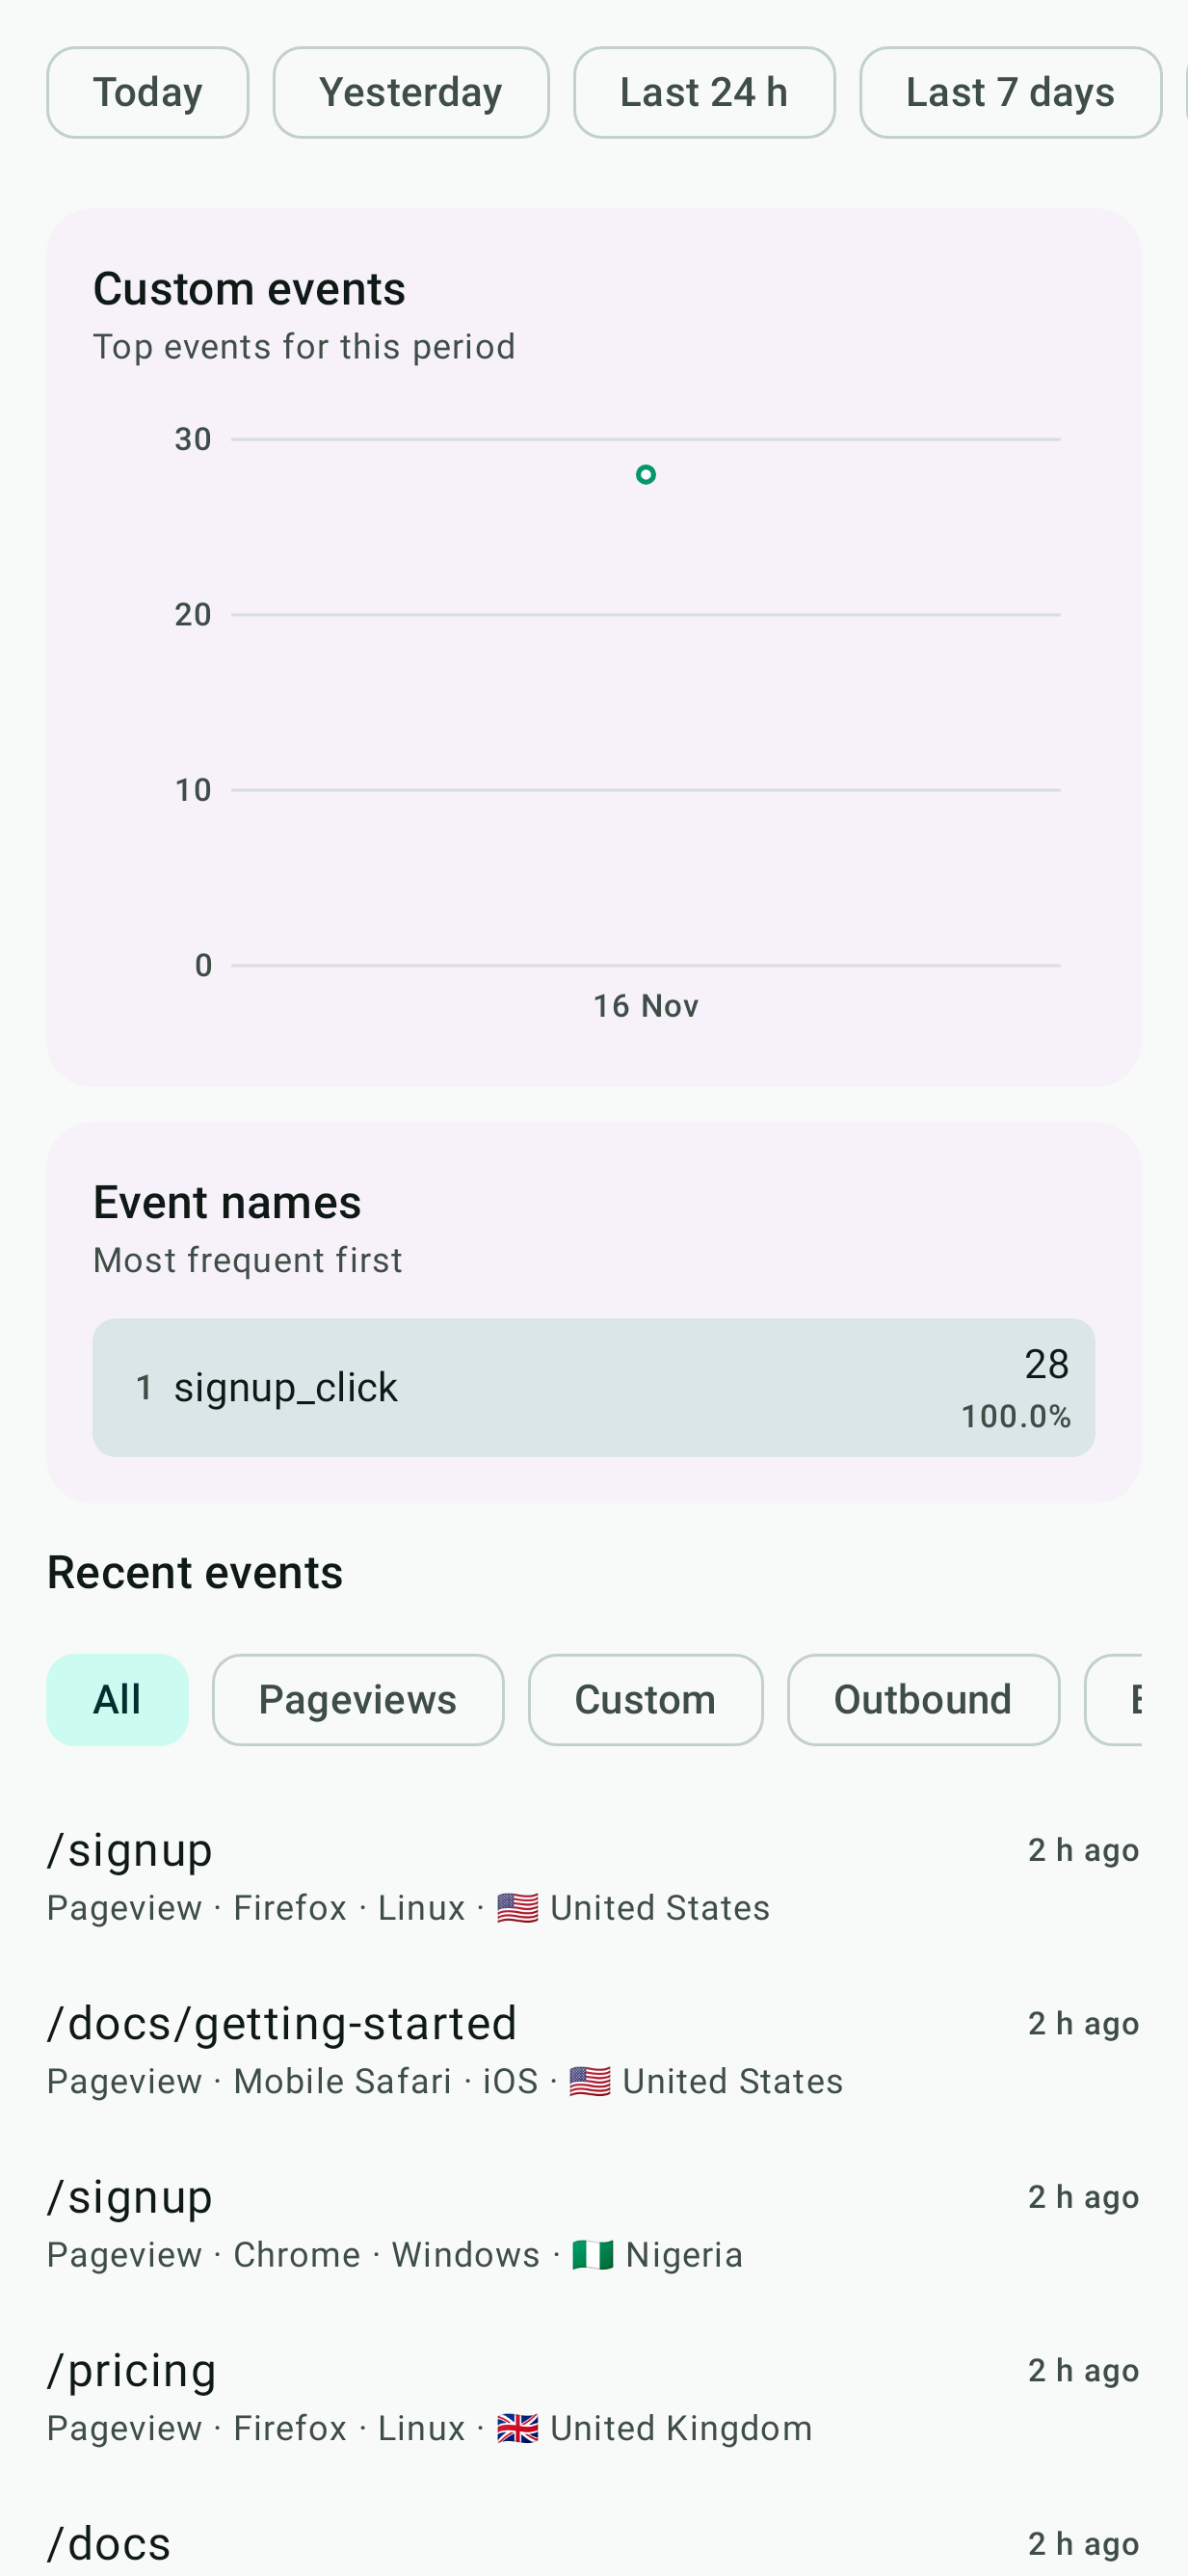 Today Yesterday Last 24 h Last 7 days
Custom events
Top events for this period
30
20
10
0
16 Nov
Event names
Most frequent first
1 signup_click 28
100.0%
Recent events
All Pageviews Custom Outbound
/signup 2 h ago
Pageview · Firefox · Linux · 🇺🇸 United States
/docs/getting-started 2 h ago
Pageview · Mobile Safari · iOS · 🇺🇸 United States
/signup 2 h ago
Pageview · Chrome · Windows · 🇳🇬 Nigeria
/pricing 2 h ago
Pageview · Firefox · Linux · 🇬🇧 United Kingdom
/docs 2 h ago